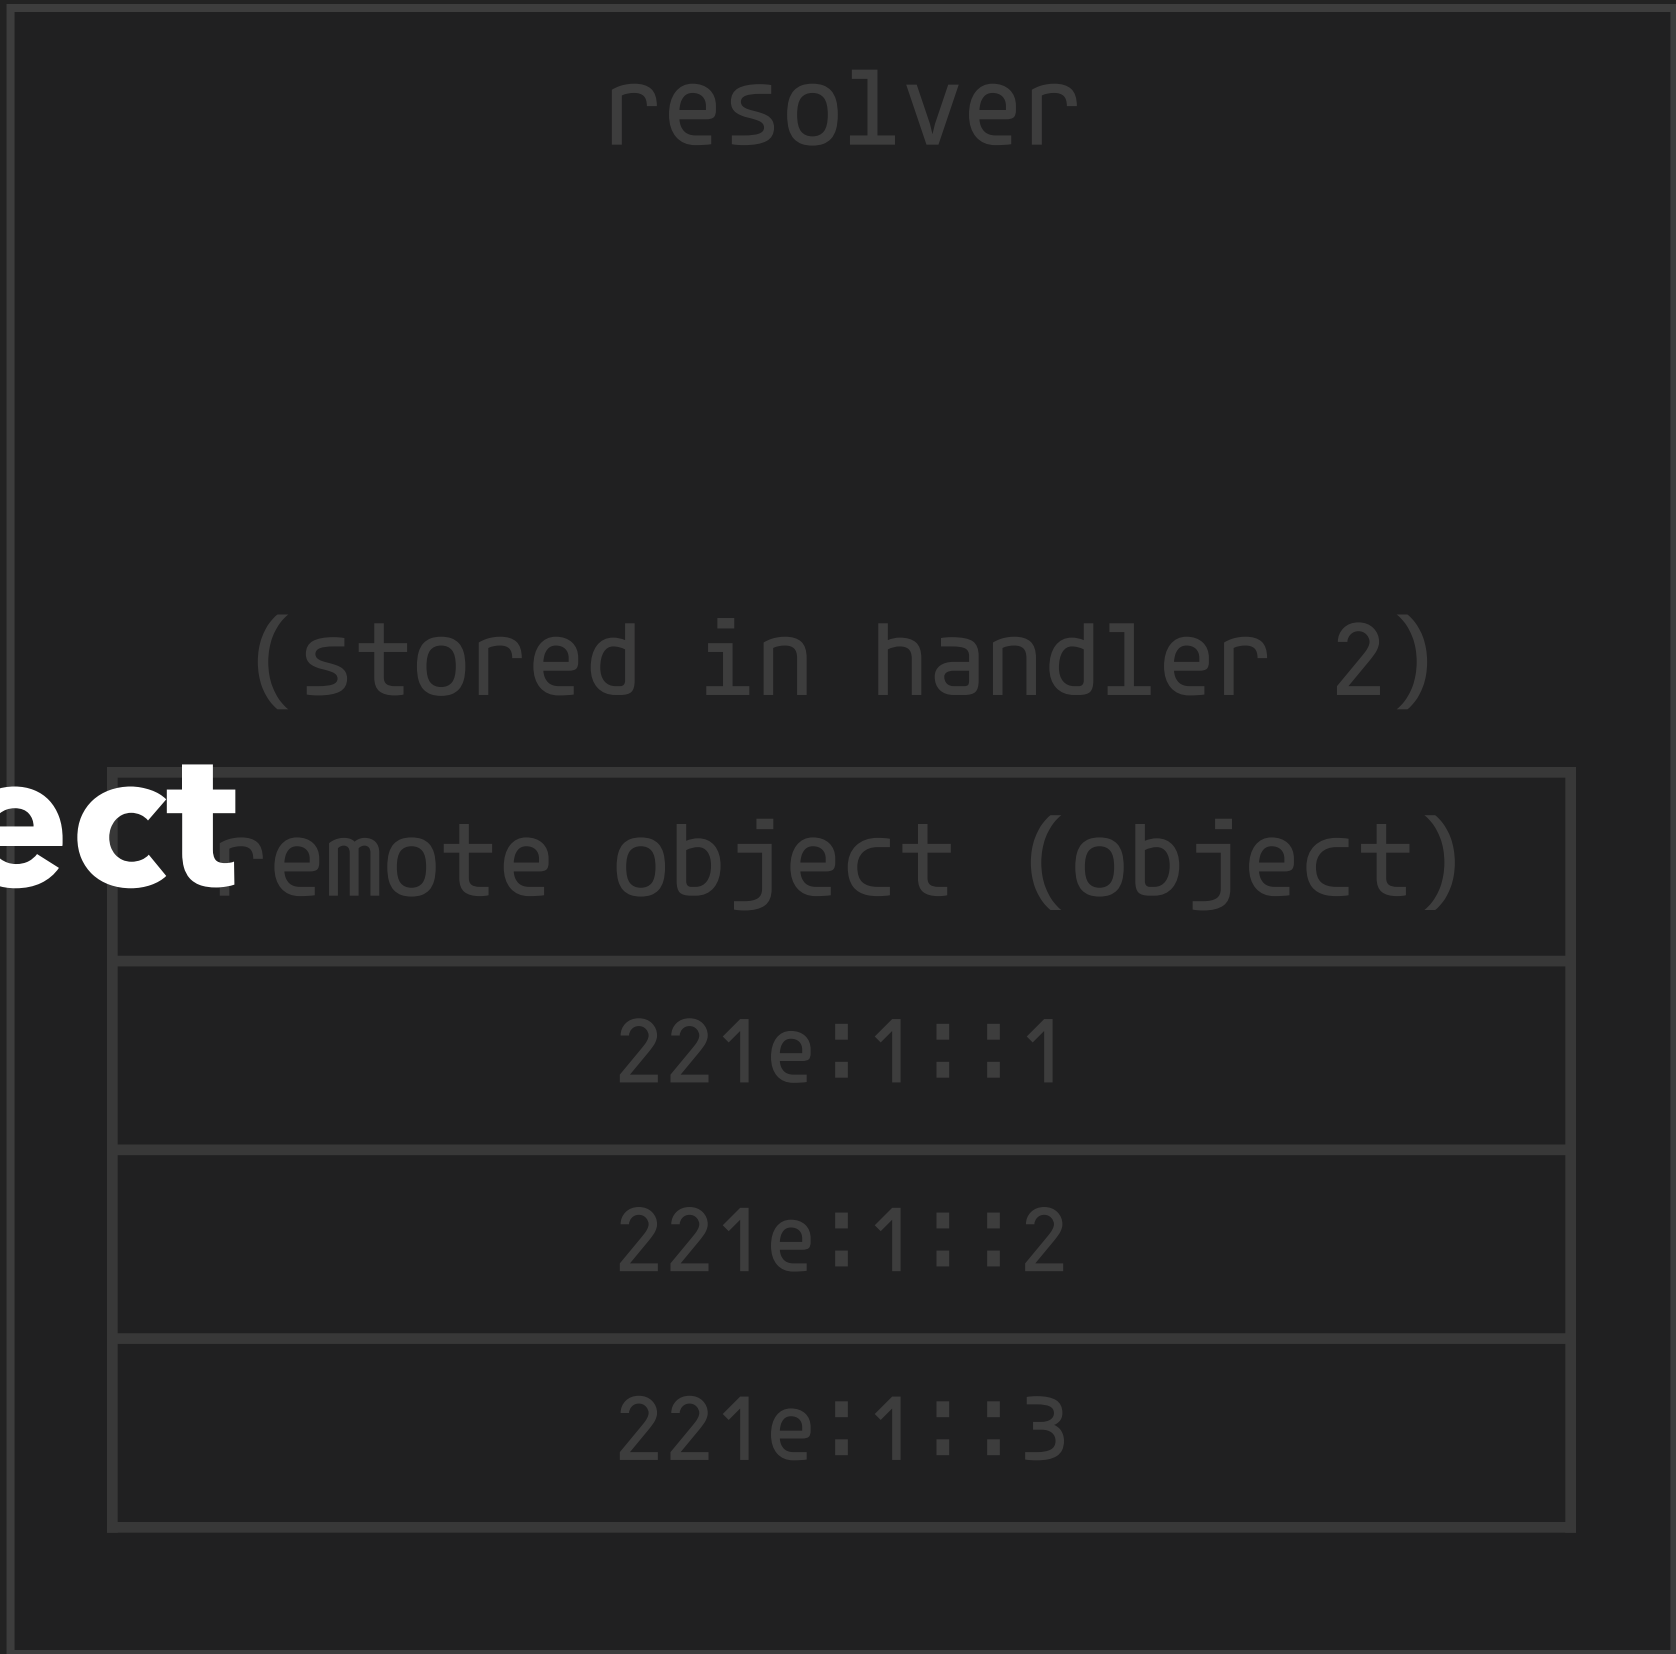 resolver
(stored in handler 2)
ect
remote object (object)
221e:1::1
221e:1::2
221e:1::3